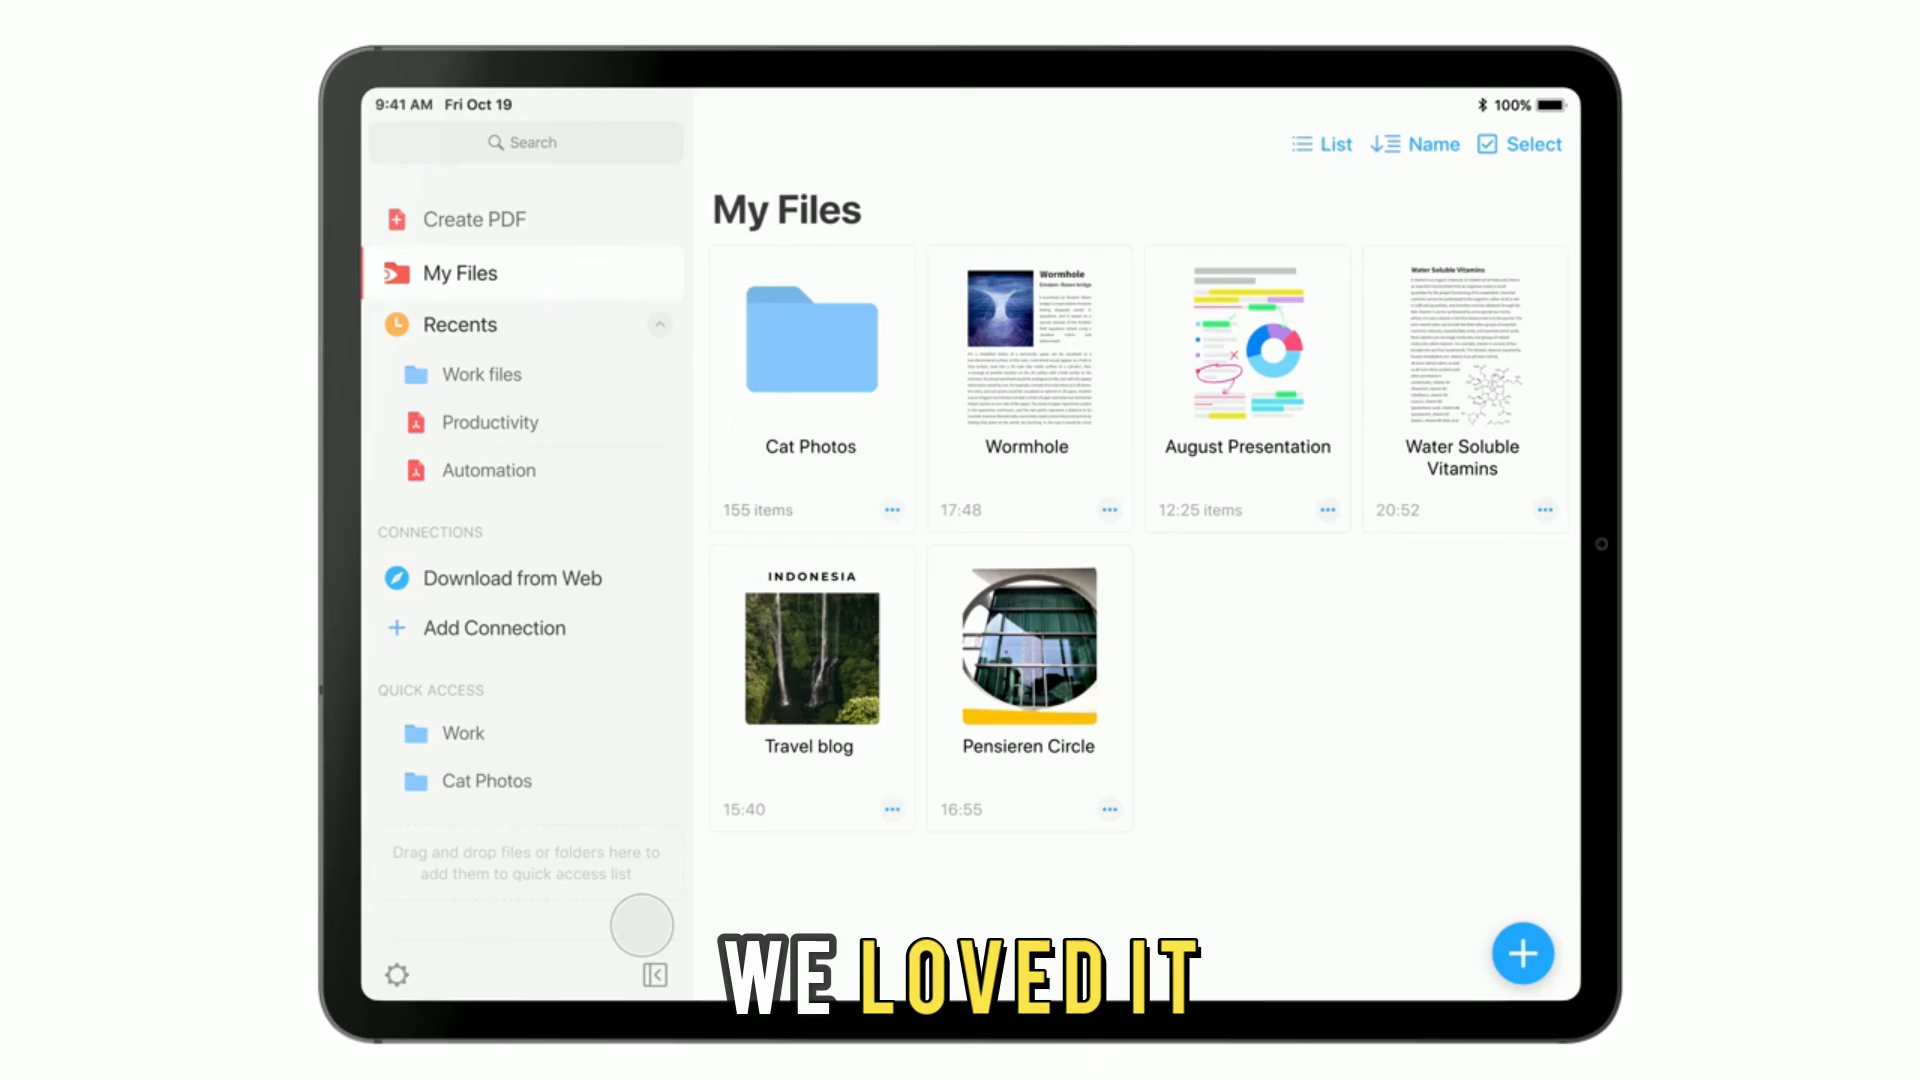 9:41 AM Fri Oct 19
100%
Search
List
Name
Select
Create PDF
My Files
Recents
Work files
Productivity
Automation
CONNECTIONS
Download from Web
Add Connection
QUICK ACCESS
Work
Cat Photos
Drag and drop files or folders here to
add them to quick access list
My Files
Cat Photos
155 items
Wormhole
Wormhole
17:48
August Presentation
12:25 items
Water Soluble Vitamins
Water Soluble
Vitamins
20:52
INDONESIA
Travel blog
15:40
Pensieren Circle
16:55
WE LOVED IT